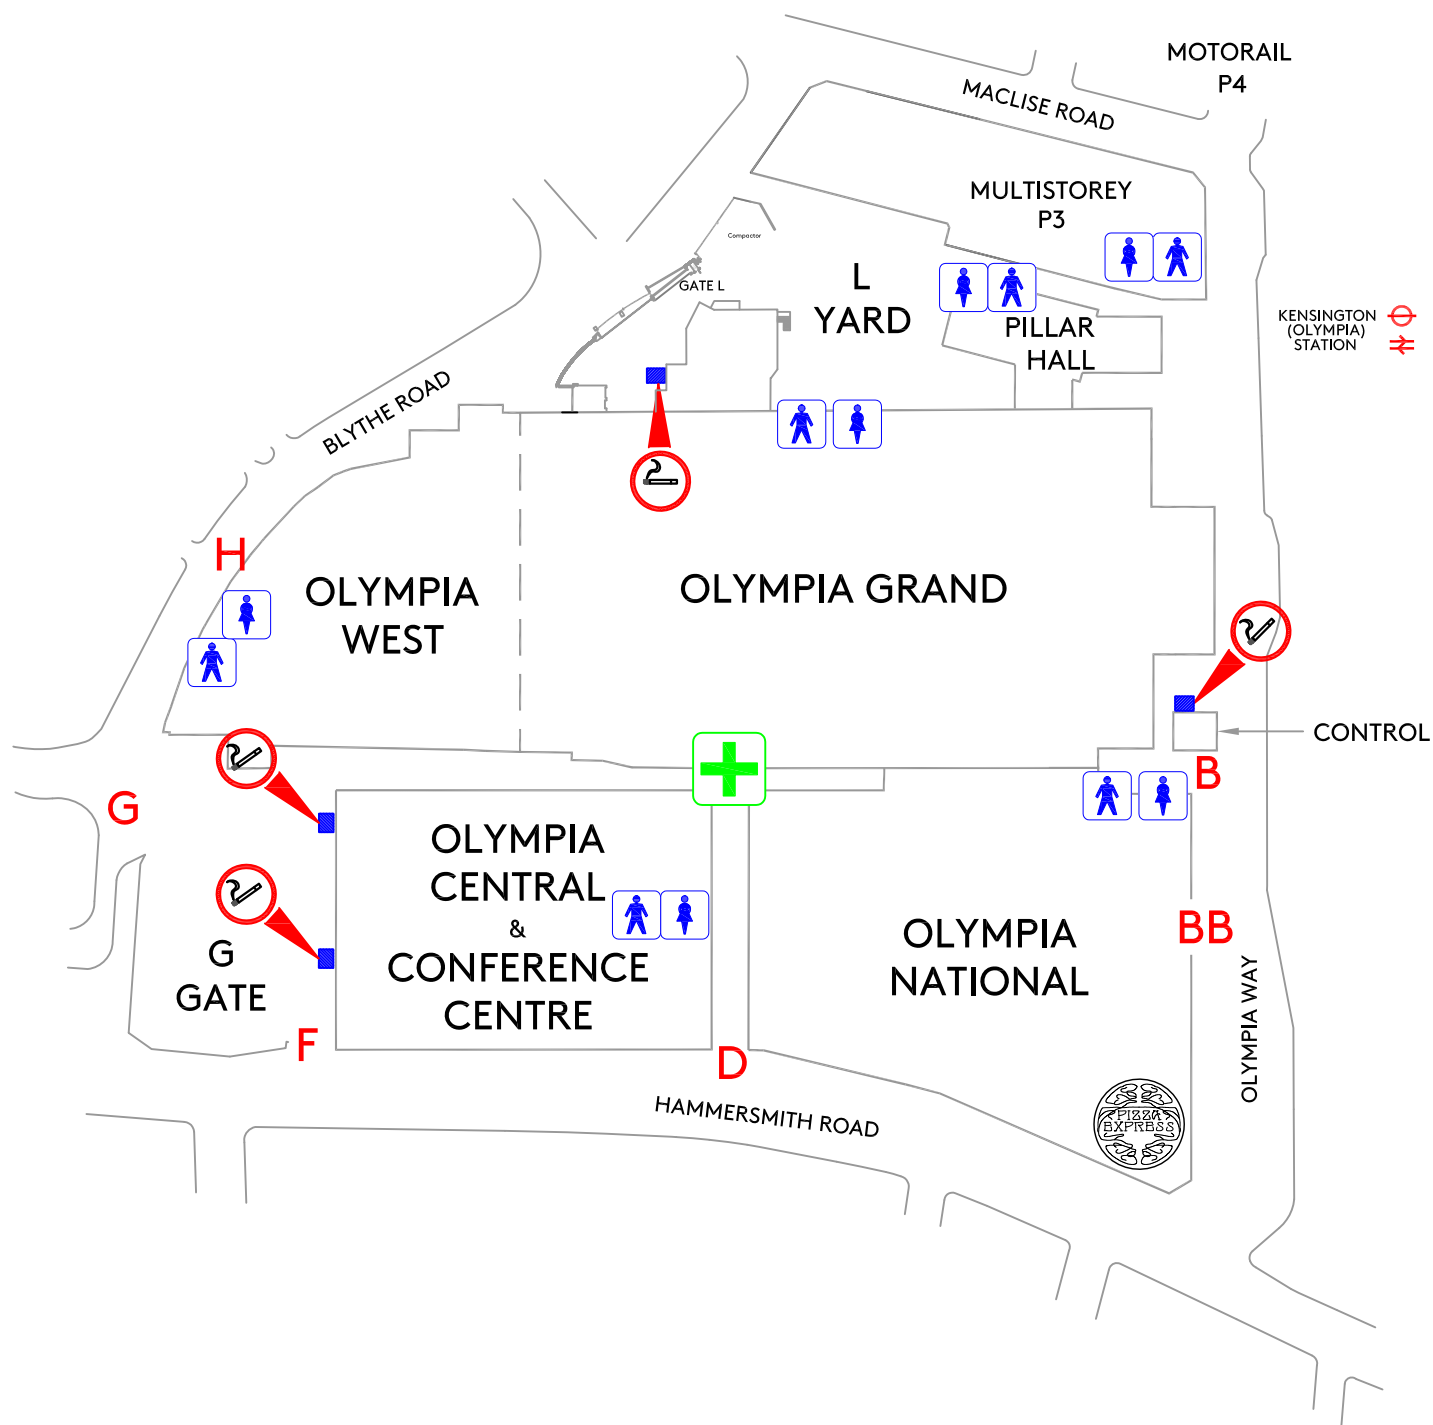 MOTORAIL
P4
MACLISE ROAD
MULTISTOREY
P3
Compactor
GATE L
L
YARD
PILLAR
HALL
KENSINGTON
(OLYMPIA)
STATION
BLYTHE ROAD
H
OLYMPIA
WEST
OLYMPIA GRAND
CONTROL
B
G
OLYMPIA
CENTRAL
&
CONFERENCE
CENTRE
G
GATE
F
OLYMPIA
NATIONAL
BB
OLYMPIA WAY
D
HAMMERSMITH ROAD
PIZZA
EXPRESS